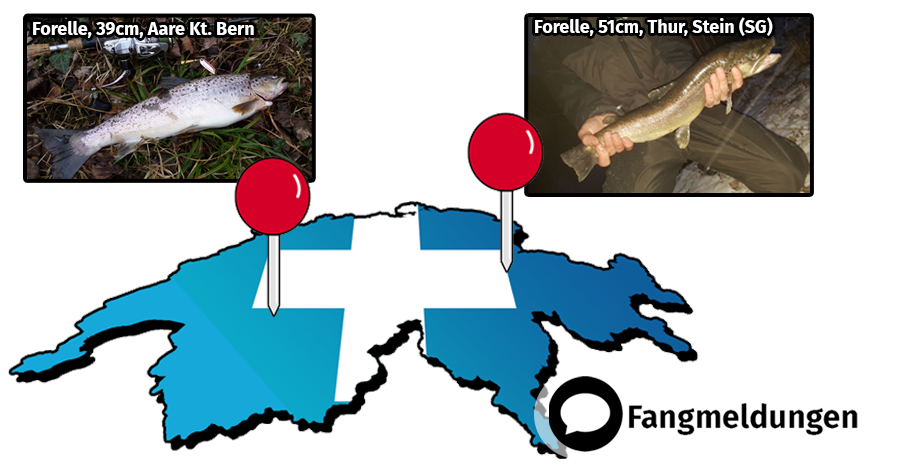 Forelle, 39cm, Aare Kt. Bern
Forelle, 51cm, Thur, Stein (SG)
Fangmeldungen